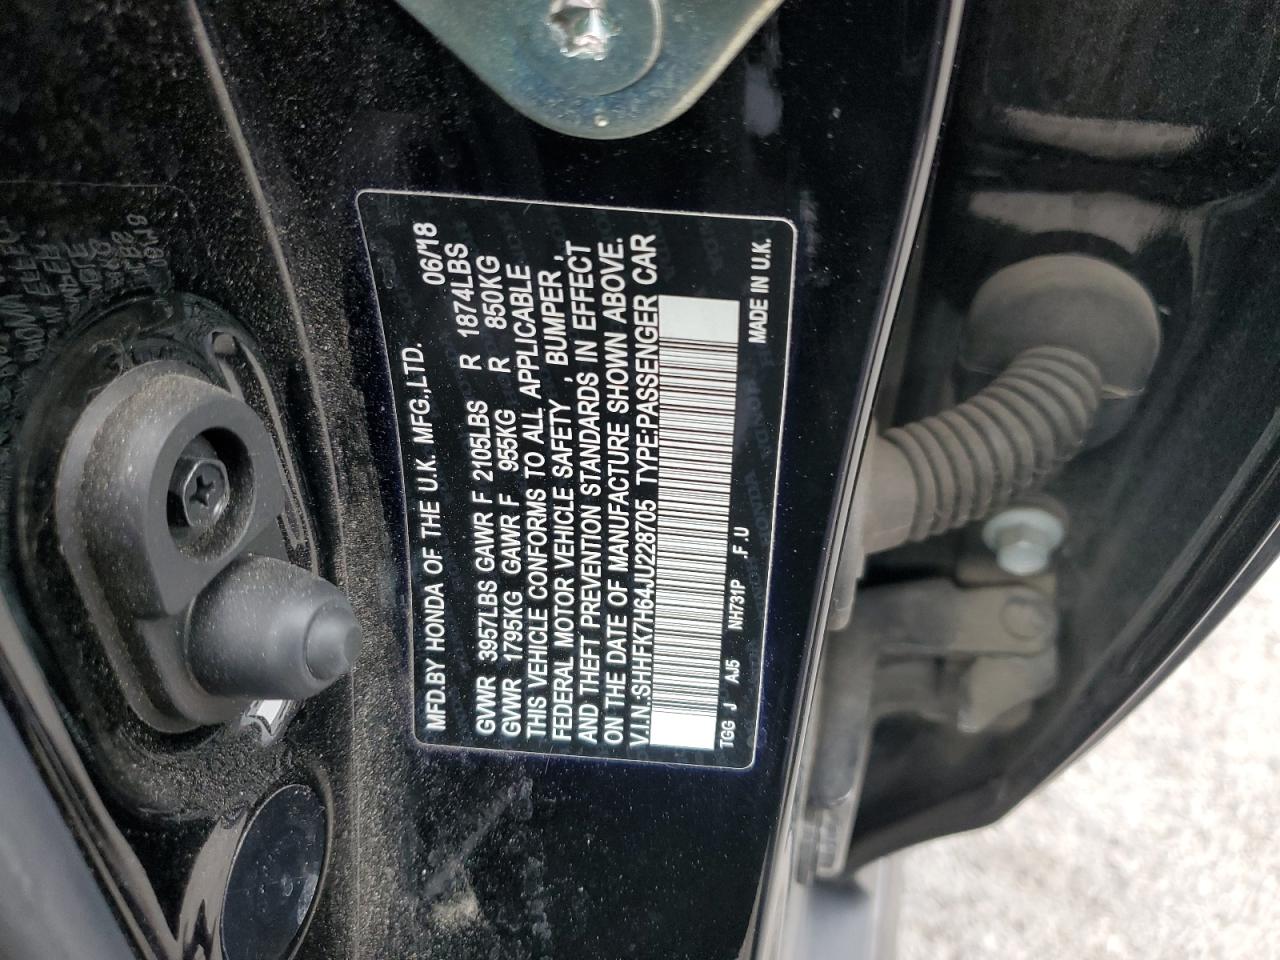 MFD.BY HONDA OF THE U.K. MFG.,LTD. 06/18
GVWR 3957LBS GAWR F 2105LBS R 1874LBS
GVWR 1795KG GAWR F 955KG R 850KG
THIS VEHICLE CONFORMS TO ALL APPLICABLE
FEDERAL MOTOR VEHICLE SAFETY , BUMPER ,
AND THEFT PREVENTION STANDARDS IN EFFECT
ON THE DATE OF MANUFACTURE SHOWN ABOVE.
V.I.N.:SHHFK7H64JU228705 TYPE:PASSENGER CAR
TGG J AJ5 NH731P .F.U MADE IN U.K.